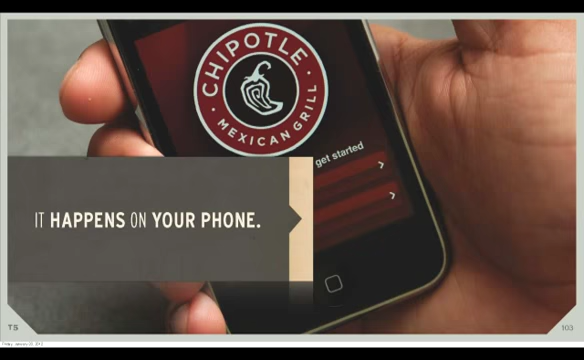 CHIPOTLE
MEXICAN GRILL
get started
IT HAPPENS ON YOUR PHONE.
TS
103